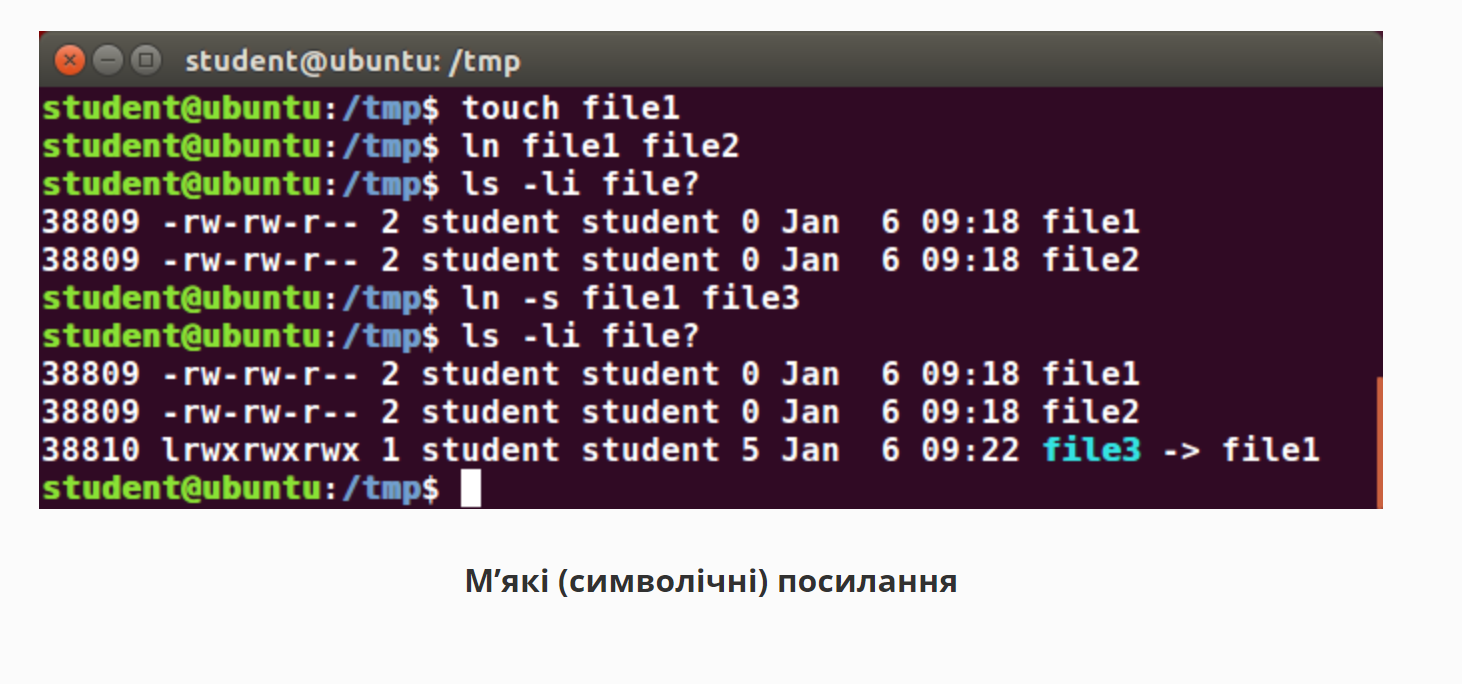 student@ubuntu: /tmp
student@ubuntu:/tmp$ touch file1
student@ubuntu:/tmp$ ln file1 file2
student@ubuntu:/tmp$ ls -li file?
38809 -rw-rw-r-- 2 student student 0 Jan  6 09:18 file1
38809 -rw-rw-r-- 2 student student 0 Jan  6 09:18 file2
student@ubuntu:/tmp$ ln -s file1 file3
student@ubuntu:/tmp$ ls -li file?
38809 -rw-rw-r-- 2 student student 0 Jan  6 09:18 file1
38809 -rw-rw-r-- 2 student student 0 Jan  6 09:18 file2
38810 lrwxrwxrwx 1 student student 5 Jan  6 09:22 file3 -> file1
student@ubuntu:/tmp$
М’які (символічні) посилання